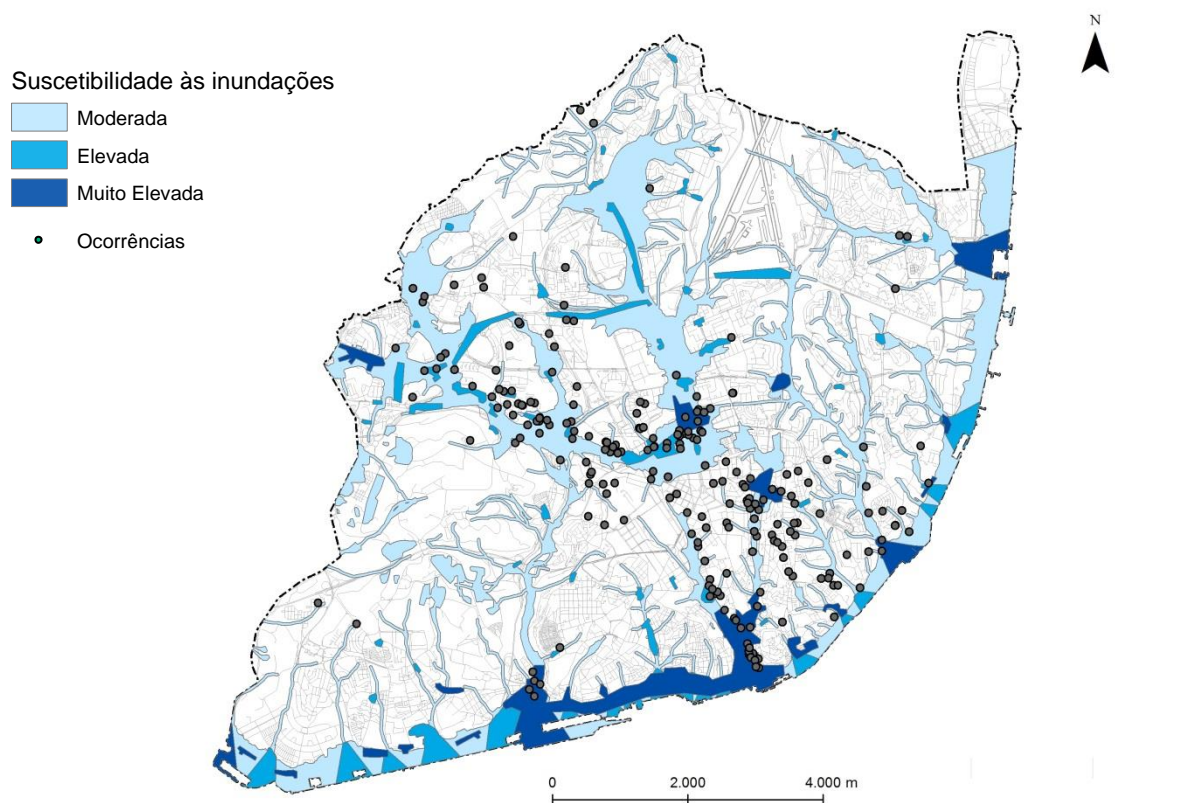 N
Suscetibilidade às inundações
Moderada
Elevada
Muito Elevada
Ocorrências
0 2.000 4.000 m